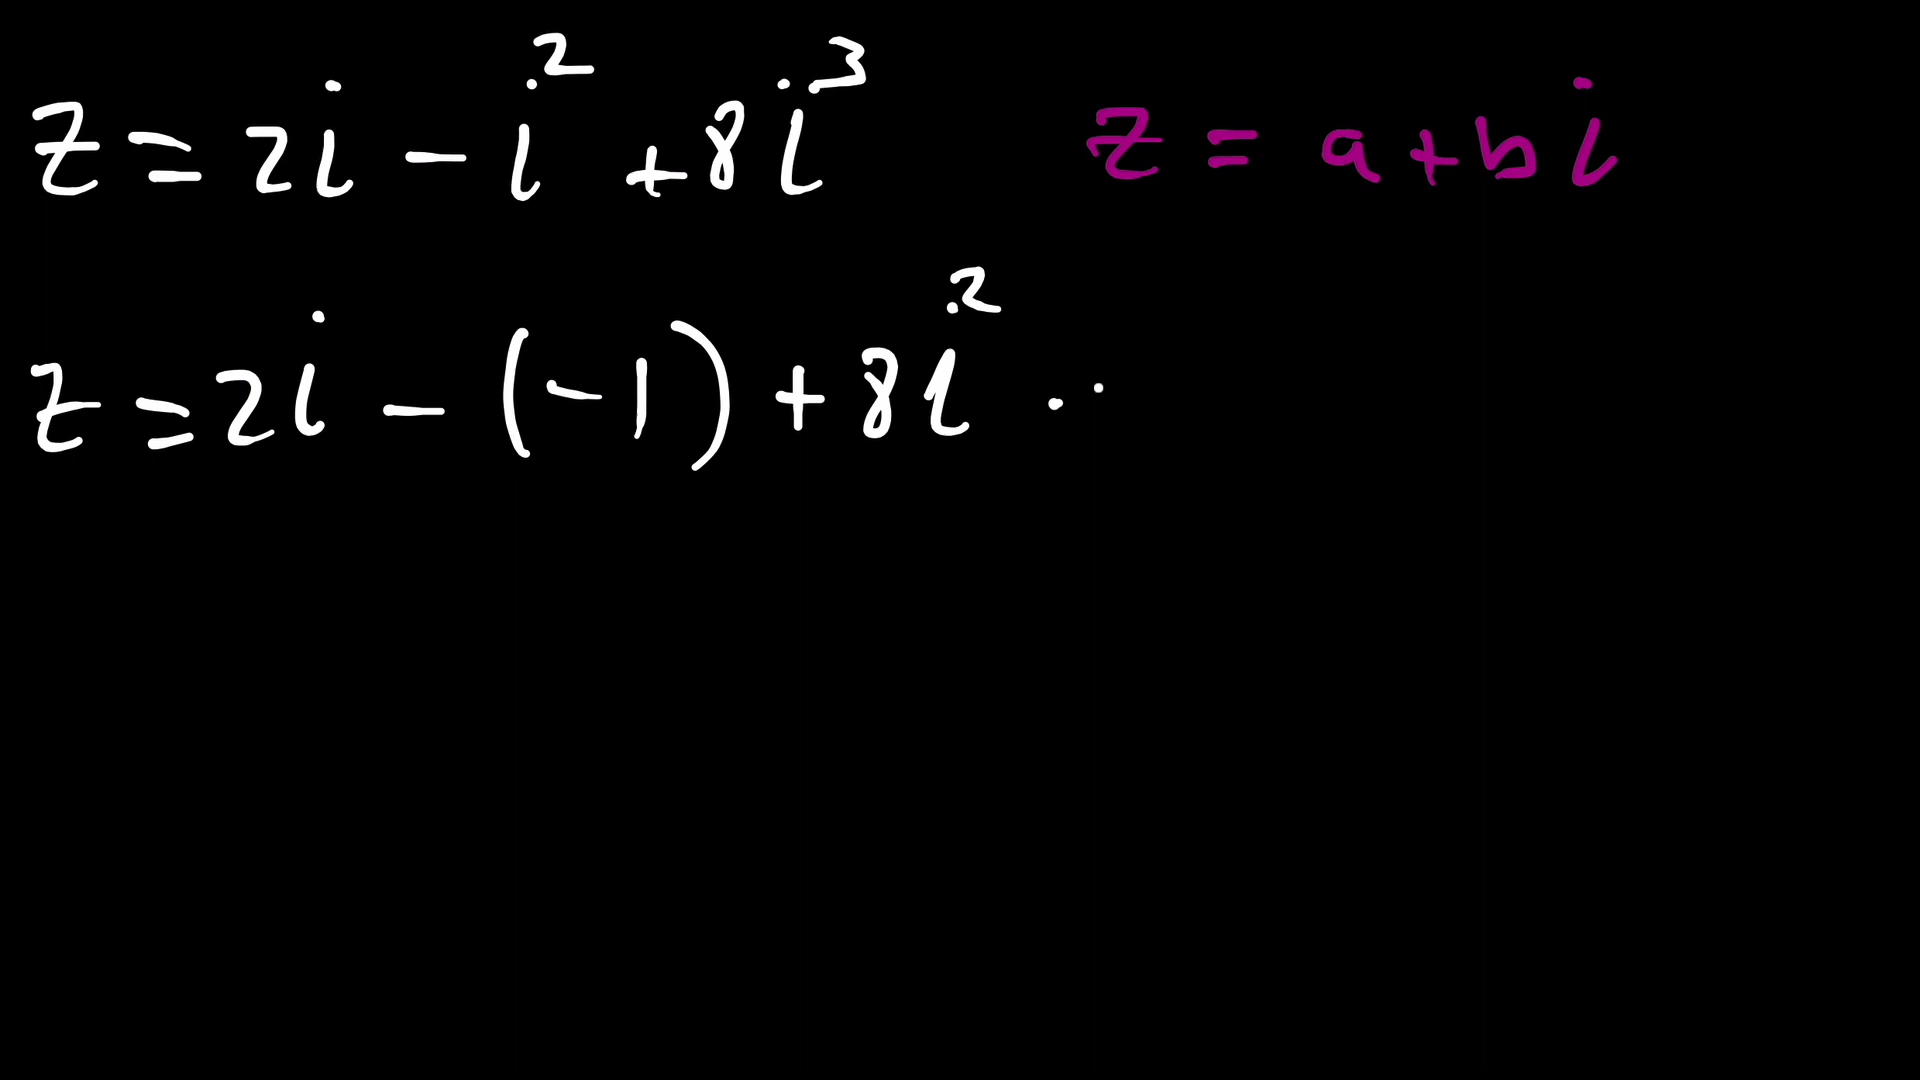 z = 2i - i² + 8i³ z = a + bi
z = 2i - (-1) + 8i² ·